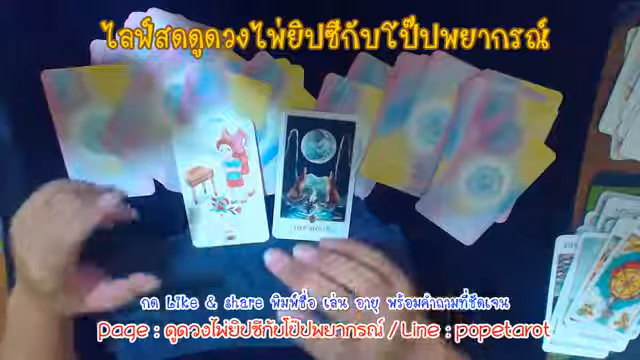 ไลฟ์สดดูดวงไพ่ยิปซีกับโป๊ปพยากรณ์
THE MOON
กด Like & share พิมพ์ชื่อ เล่น อายุ พร้อมคำถามที่ชัดเจน
Page : ดูดวงไพ่ยิปซีกับโป๊ปพยากรณ์ / Line : popetarot